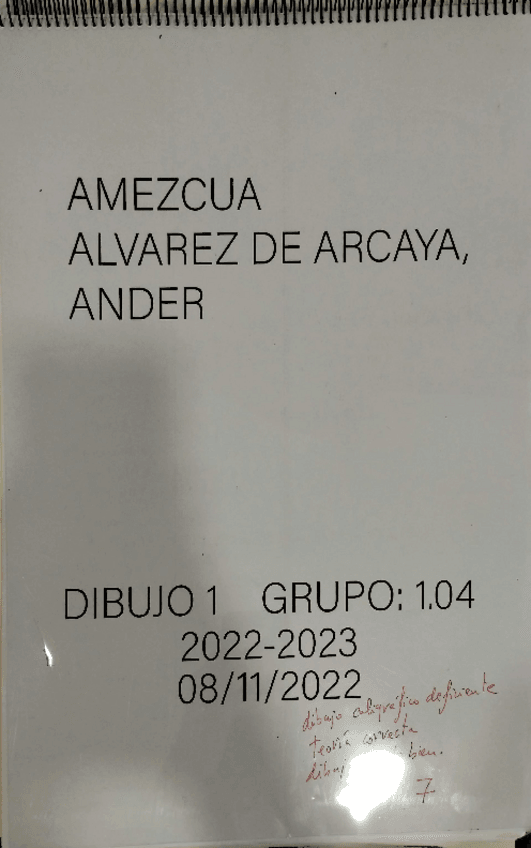 AMEZCUA
ALVAREZ DE ARCAYA,
ANDER
DIBUJO 1 GRUPO: 1.04
2022-2023
08/11/2022
dibujo caligráfico deficiente
teoría correcta
bien.
7